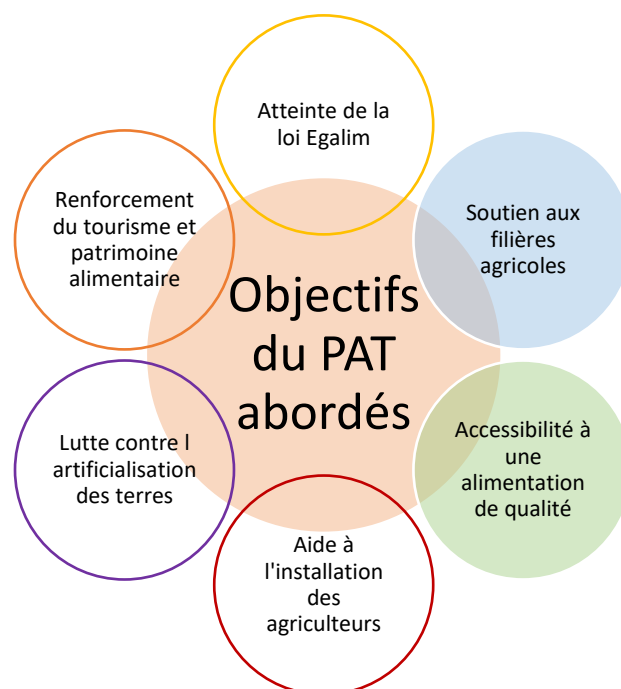 Atteinte de la
loi Egalim
Soutien aux
filières
agricoles
Accessibilité à
une
alimentation
de qualité
Aide à
l'installation
des
agriculteurs
Lutte contre l
artificialisation
des terres
Renforcement
du tourisme et
patrimoine
alimentaire
Objectifs
du PAT
abordés